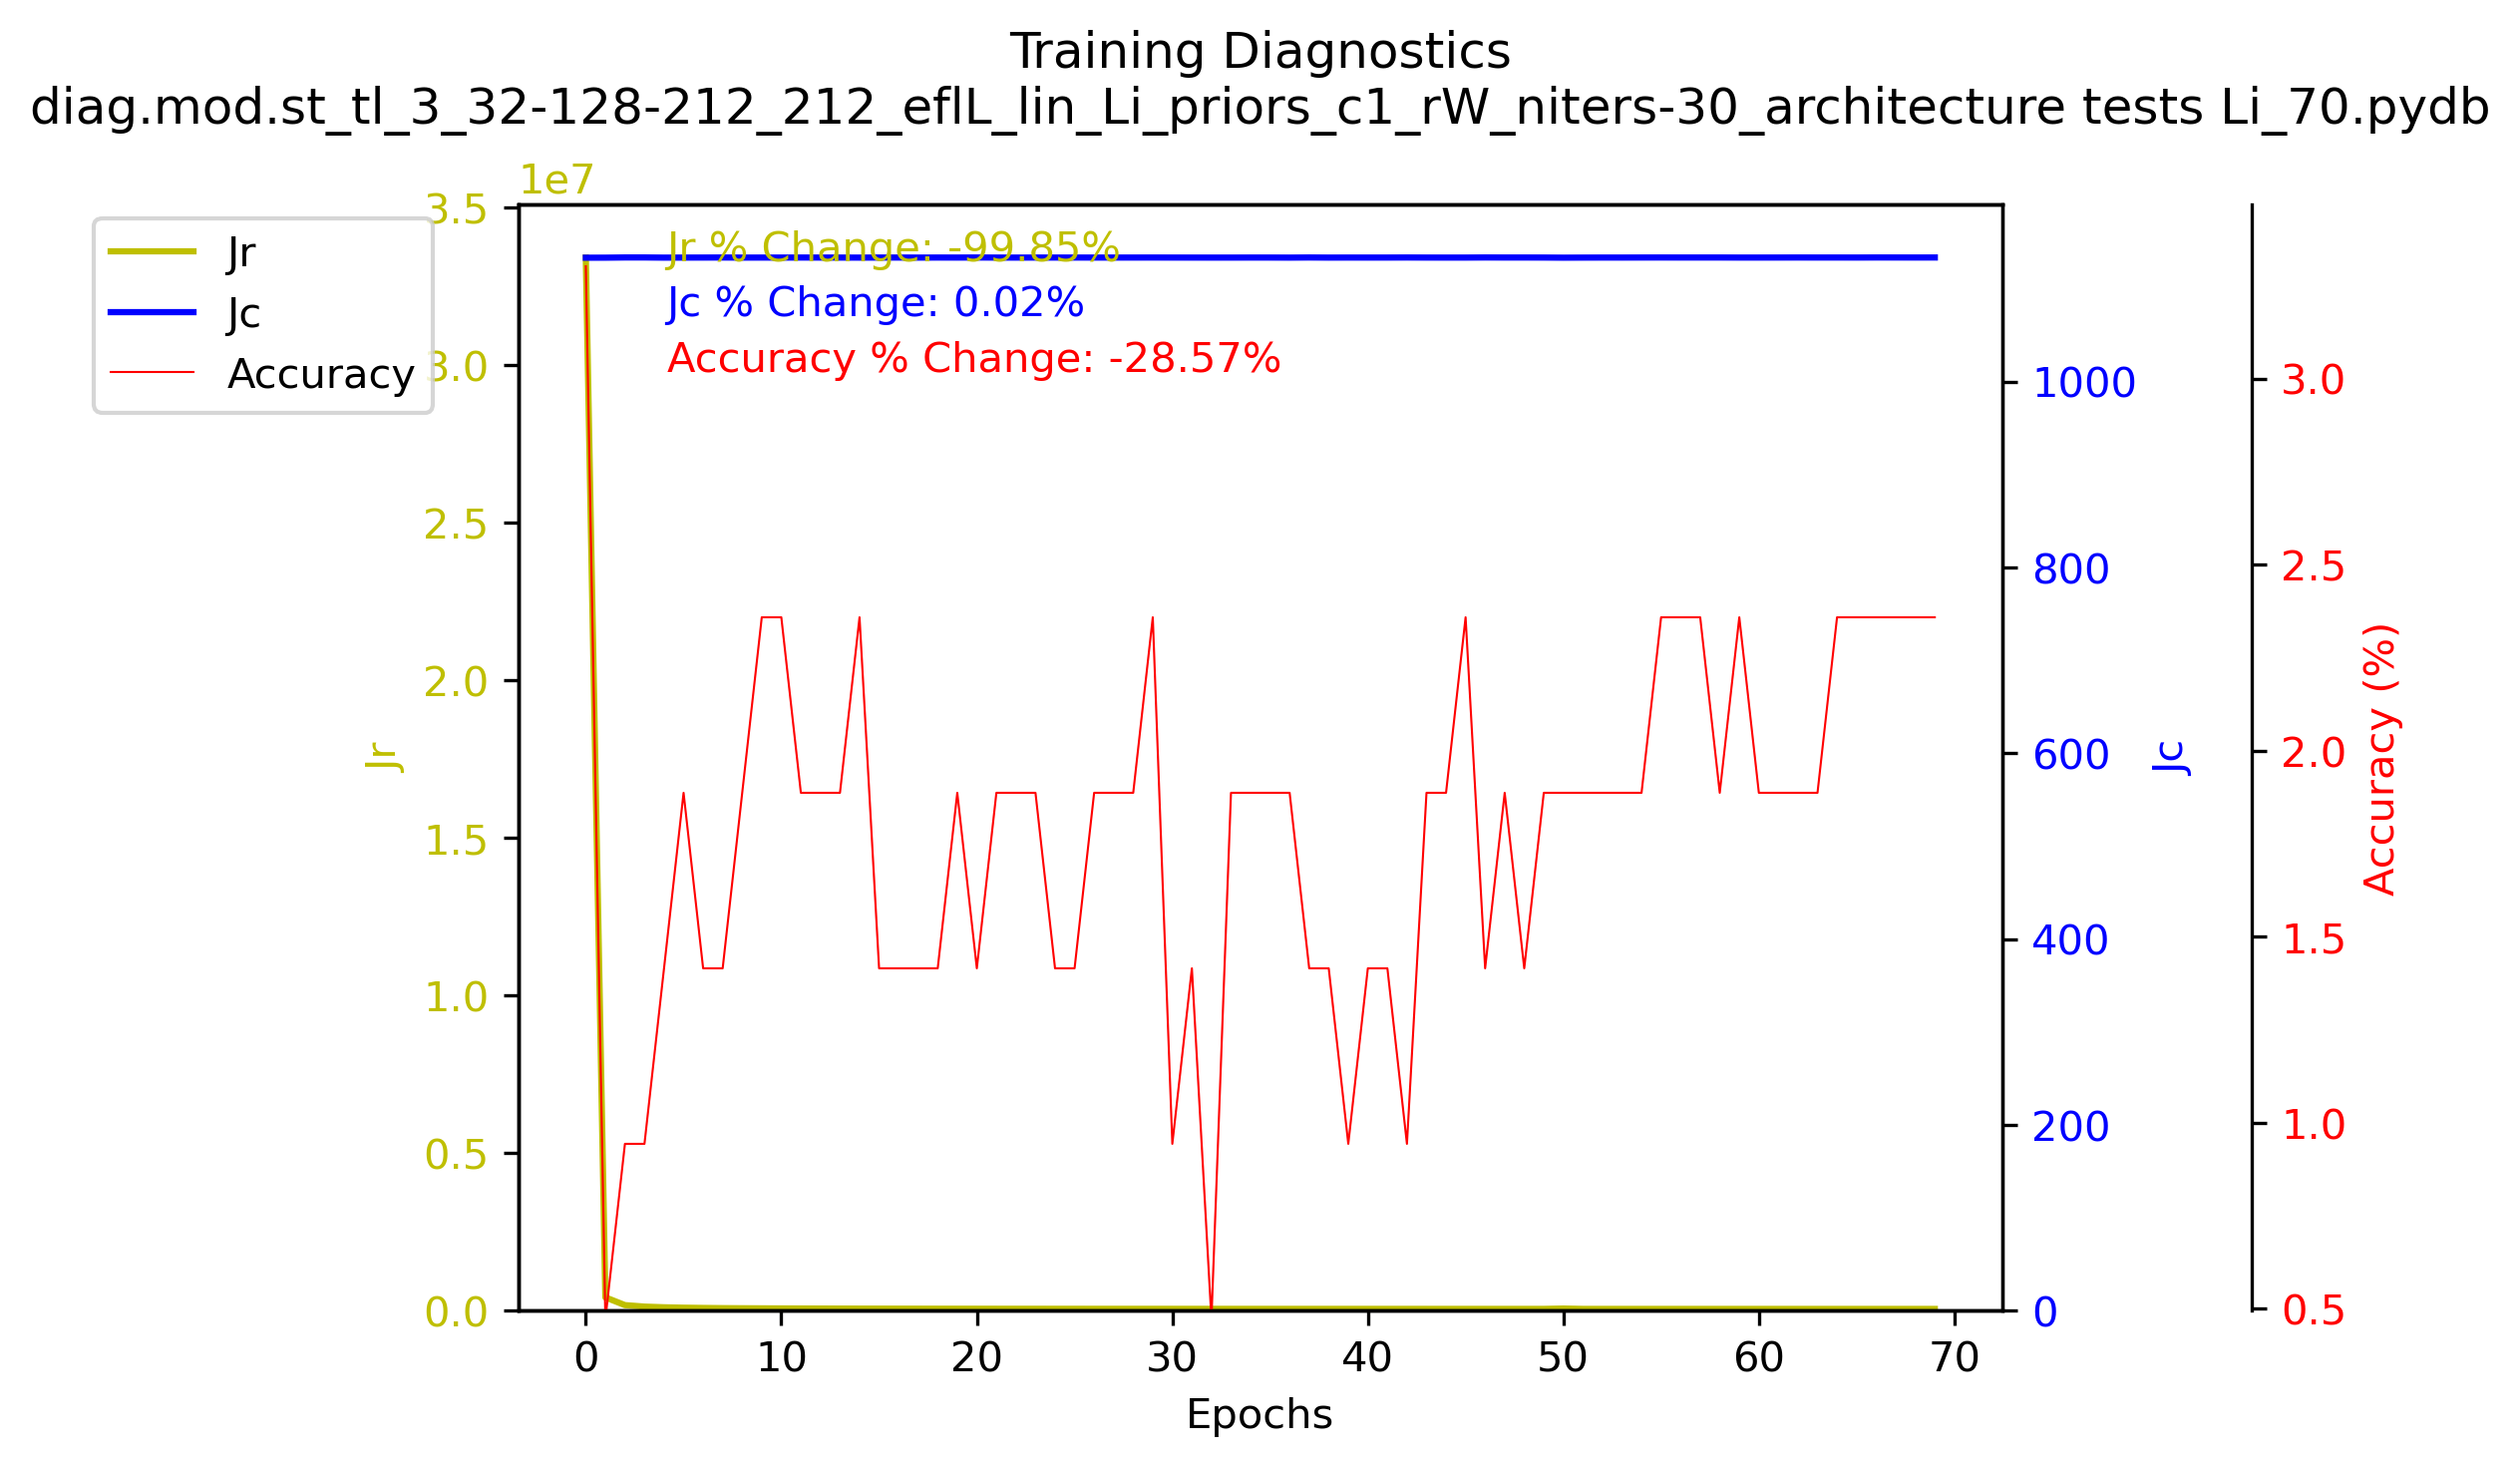 Training Diagnostics
diag.mod.st_tl_3_32-128-212_212_eflL_lin_Li_priors_c1_rW_niters-30_architecture tests Li_70.pydb
1e7
Jr
Jc
Accuracy
Jr % Change: -99.85%
Jc % Change: 0.02%
Accuracy % Change: -28.57%
3.5
3.0
2.5
2.0
1.5
1.0
0.5
0.0
Jr
1000
800
600
400
200
0
Jc
3.0
2.5
2.0
1.5
1.0
0.5
Accuracy (%)
0 10 20 30 40 50 60 70
Epochs